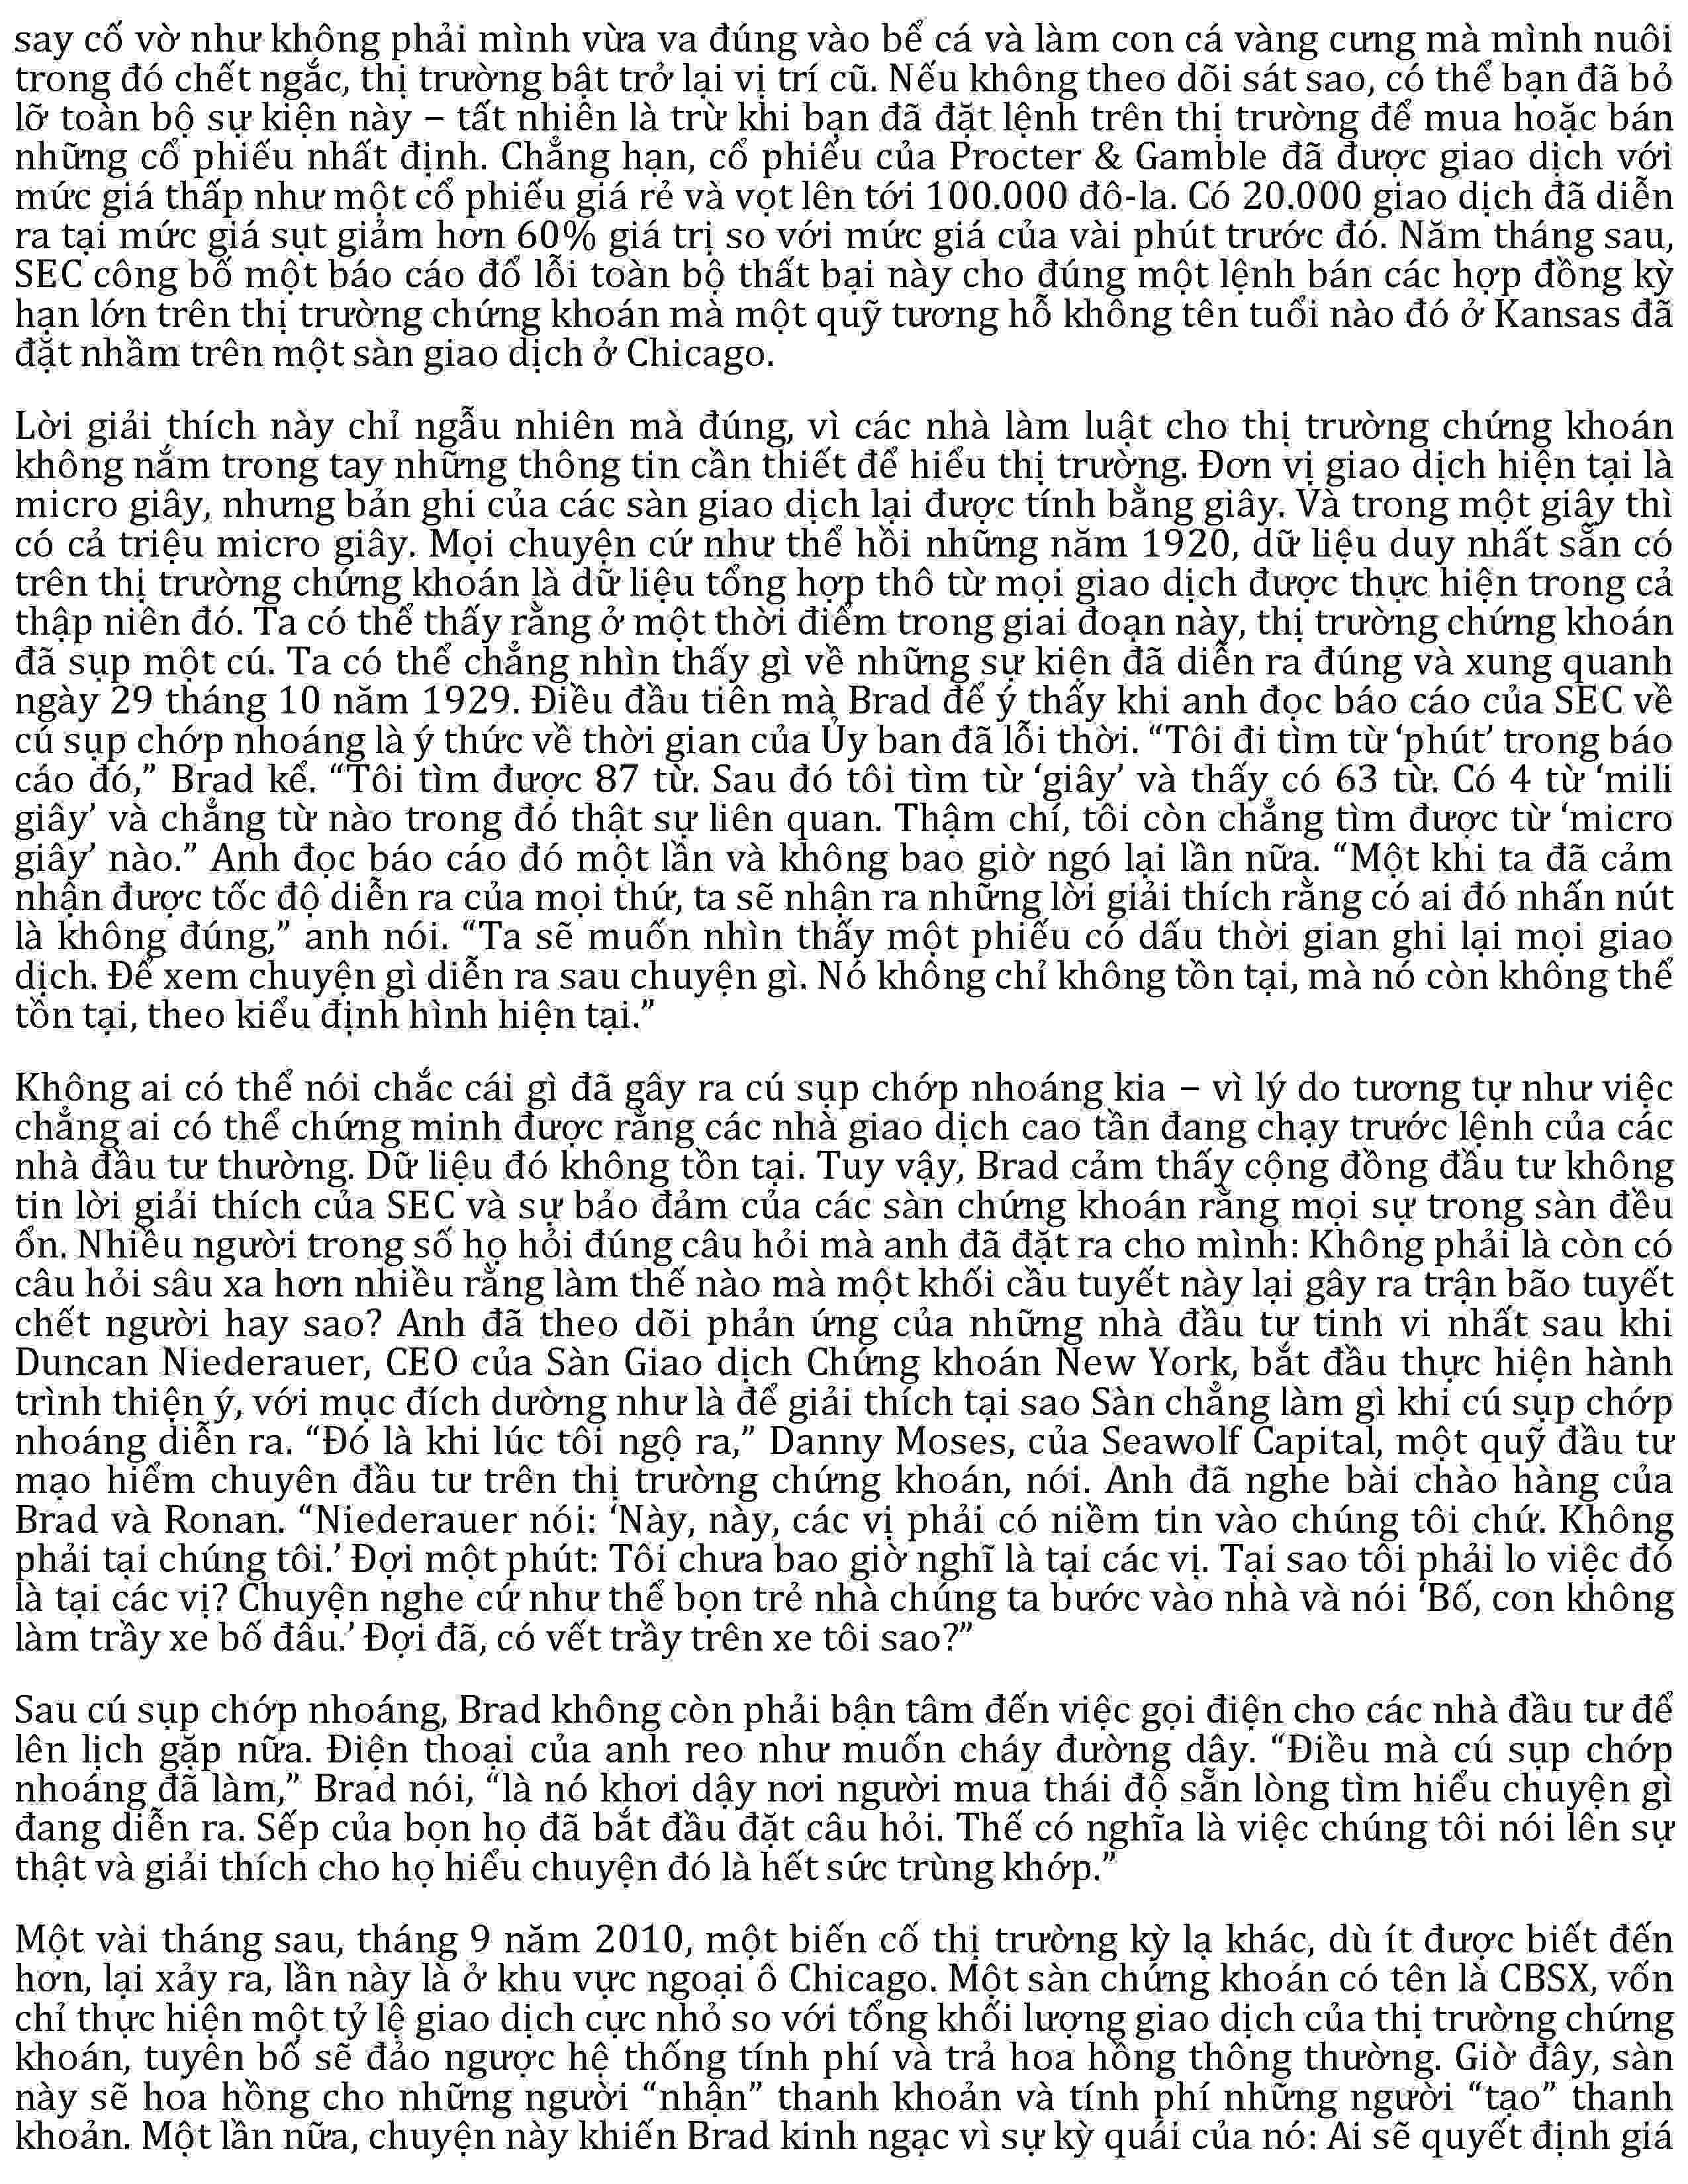 say cố vờ như không phải mình vừa va đúng vào bể cá và làm con cá vàng cưng mà mình nuôi
trong đó chết ngắc, thị trường bật trở lại vị trí cũ. Nếu không theo dõi sát sao, có thể bạn đã bỏ
lỡ toàn bộ sự kiện này – tất nhiên là trừ khi bạn đã đặt lệnh trên thị trường để mua hoặc bán
những cổ phiếu nhất định. Chẳng hạn, cổ phiếu của Procter & Gamble đã được giao dịch với
mức giá thấp như một cổ phiếu giá rẻ và vọt lên tới 100.000 đô-la. Có 20.000 giao dịch đã diễn
ra tại mức giá sụt giảm hơn 60% giá trị so với mức giá của vài phút trước đó. Năm tháng sau,
SEC công bố một báo cáo đổ lỗi toàn bộ thất bại này cho đúng một lệnh bán các hợp đồng kỳ
hạn lớn trên thị trường chứng khoán mà một quỹ tương hỗ không tên tuổi nào đó ở Kansas đã
đặt nhầm trên một sàn giao dịch ở Chicago.
Lời giải thích này chỉ ngẫu nhiên mà đúng, vì các nhà làm luật cho thị trường chứng khoán
không nắm trong tay những thông tin cần thiết để hiểu thị trường. Đơn vị giao dịch hiện tại là
micro giây, nhưng bản ghi của các sàn giao dịch lại được tính bằng giây. Và trong một giây thì
có cả triệu micro giây. Mọi chuyện cứ như thể hồi những năm 1920, dữ liệu duy nhất sẵn có
trên thị trường chứng khoán là dữ liệu tổng hợp thô từ mọi giao dịch được thực hiện trong cả
thập niên đó. Ta có thể thấy rằng ở một thời điểm trong giai đoạn này, thị trường chứng khoán
đã sụp một cú. Ta có thể chẳng nhìn thấy gì về những sự kiện đã diễn ra đúng và xung quanh
ngày 29 tháng 10 năm 1929. Điều đầu tiên mà Brad để ý thấy khi anh đọc báo cáo của SEC về
cú sụp chớp nhoáng là ý thức về thời gian của Ủy ban đã lỗi thời. “Tôi đi tìm từ ‘phút’ trong báo
cáo đó,” Brad kể. “Tôi tìm được 87 từ. Sau đó tôi tìm từ ‘giây’ và thấy có 63 từ. Có 4 từ ‘mili
giây’ và chẳng từ nào trong đó thật sự liên quan. Thậm chí, tôi còn chẳng tìm được từ ‘micro
giây’ nào.” Anh đọc báo cáo đó một lần và không bao giờ ngó lại lần nữa. “Một khi ta đã cảm
nhận được tốc độ diễn ra của mọi thứ, ta sẽ nhận ra những lời giải thích rằng có ai đó nhấn nút
là không đúng,” anh nói. “Ta sẽ muốn nhìn thấy một phiếu có dấu thời gian ghi lại mọi giao
dịch. Để xem chuyện gì diễn ra sau chuyện gì. Nó không chỉ không tồn tại, mà nó còn không thể
tồn tại, theo kiểu định hình hiện tại.”
Không ai có thể nói chắc cái gì đã gây ra cú sụp chớp nhoáng kia – vì lý do tương tự như việc
chẳng ai có thể chứng minh được rằng các nhà giao dịch cao tần đang chạy trước lệnh của các
nhà đầu tư thường. Dữ liệu đó không tồn tại. Tuy vậy, Brad cảm thấy cộng đồng đầu tư không
tin lời giải thích của SEC và sự bảo đảm của các sàn chứng khoán rằng mọi sự trong sàn đều
ổn. Nhiều người trong số họ hỏi đúng câu hỏi mà anh đã đặt ra cho mình: Không phải là còn có
câu hỏi sâu xa hơn nhiều rằng làm thế nào mà một khối cầu tuyết này lại gây ra trận bão tuyết
chết người hay sao? Anh đã theo dõi phản ứng của những nhà đầu tư tinh vi nhất sau khi
Duncan Niederauer, CEO của Sàn Giao dịch Chứng khoán New York, bắt đầu thực hiện hành
trình thiện ý, với mục đích dường như là để giải thích tại sao Sàn chẳng làm gì khi cú sụp chớp
nhoáng diễn ra. “Đó là khi lúc tôi ngộ ra,” Danny Moses, của Seawolf Capital, một quỹ đầu tư
mạo hiểm chuyên đầu tư trên thị trường chứng khoán, nói. Anh đã nghe bài chào hàng của
Brad và Ronan. “Niederauer nói: ‘Này, này, các vị phải có niềm tin vào chúng tôi chứ. Không
phải tại chúng tôi.’ Đợi một phút: Tôi chưa bao giờ nghĩ là tại các vị. Tại sao tôi phải lo việc đó
là tại các vị? Chuyện nghe cứ như thể bọn trẻ nhà chúng ta bước vào nhà và nói ‘Bố, con không
làm trầy xe bố đâu.’ Đợi đã, có vết trầy trên xe tôi sao?”
Sau cú sụp chớp nhoáng, Brad không còn phải bận tâm đến việc gọi điện cho các nhà đầu tư để
lên lịch gặp nữa. Điện thoại của anh reo như muốn cháy đường dây. “Điều mà cú sụp chớp
nhoáng đã làm,” Brad nói, “là nó khơi dậy nơi người mua thái độ sẵn lòng tìm hiểu chuyện gì
đang diễn ra. Sếp của bọn họ đã bắt đầu đặt câu hỏi. Thế có nghĩa là việc chúng tôi nói lên sự
thật và giải thích cho họ hiểu chuyện đó là hết sức trùng khớp.”
Một vài tháng sau, tháng 9 năm 2010, một biến cố thị trường kỳ lạ khác, dù ít được biết đến
hơn, lại xảy ra, lần này là ở khu vực ngoại ô Chicago. Một sàn chứng khoán có tên là CBSX, vốn
chỉ thực hiện một tỷ lệ giao dịch cực nhỏ so với tổng khối lượng giao dịch của thị trường chứng
khoán, tuyên bố sẽ đảo ngược hệ thống tính phí và trả hoa hồng thông thường. Giờ đây, sàn
này sẽ hoa hồng cho những người “nhận” thanh khoản và tính phí những người “tạo” thanh
khoản. Một lần nữa, chuyện này khiến Brad kinh ngạc vì sự kỳ quái của nó: Ai sẽ quyết định giá